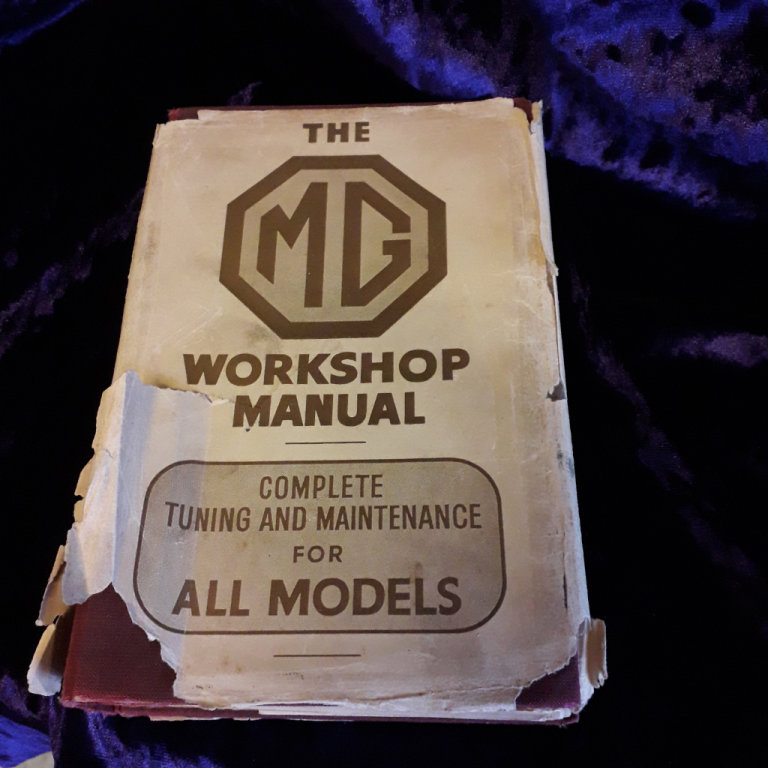 THE
MG
WORKSHOP
MANUAL
COMPLETE
TUNING AND MAINTENANCE
FOR
ALL MODELS